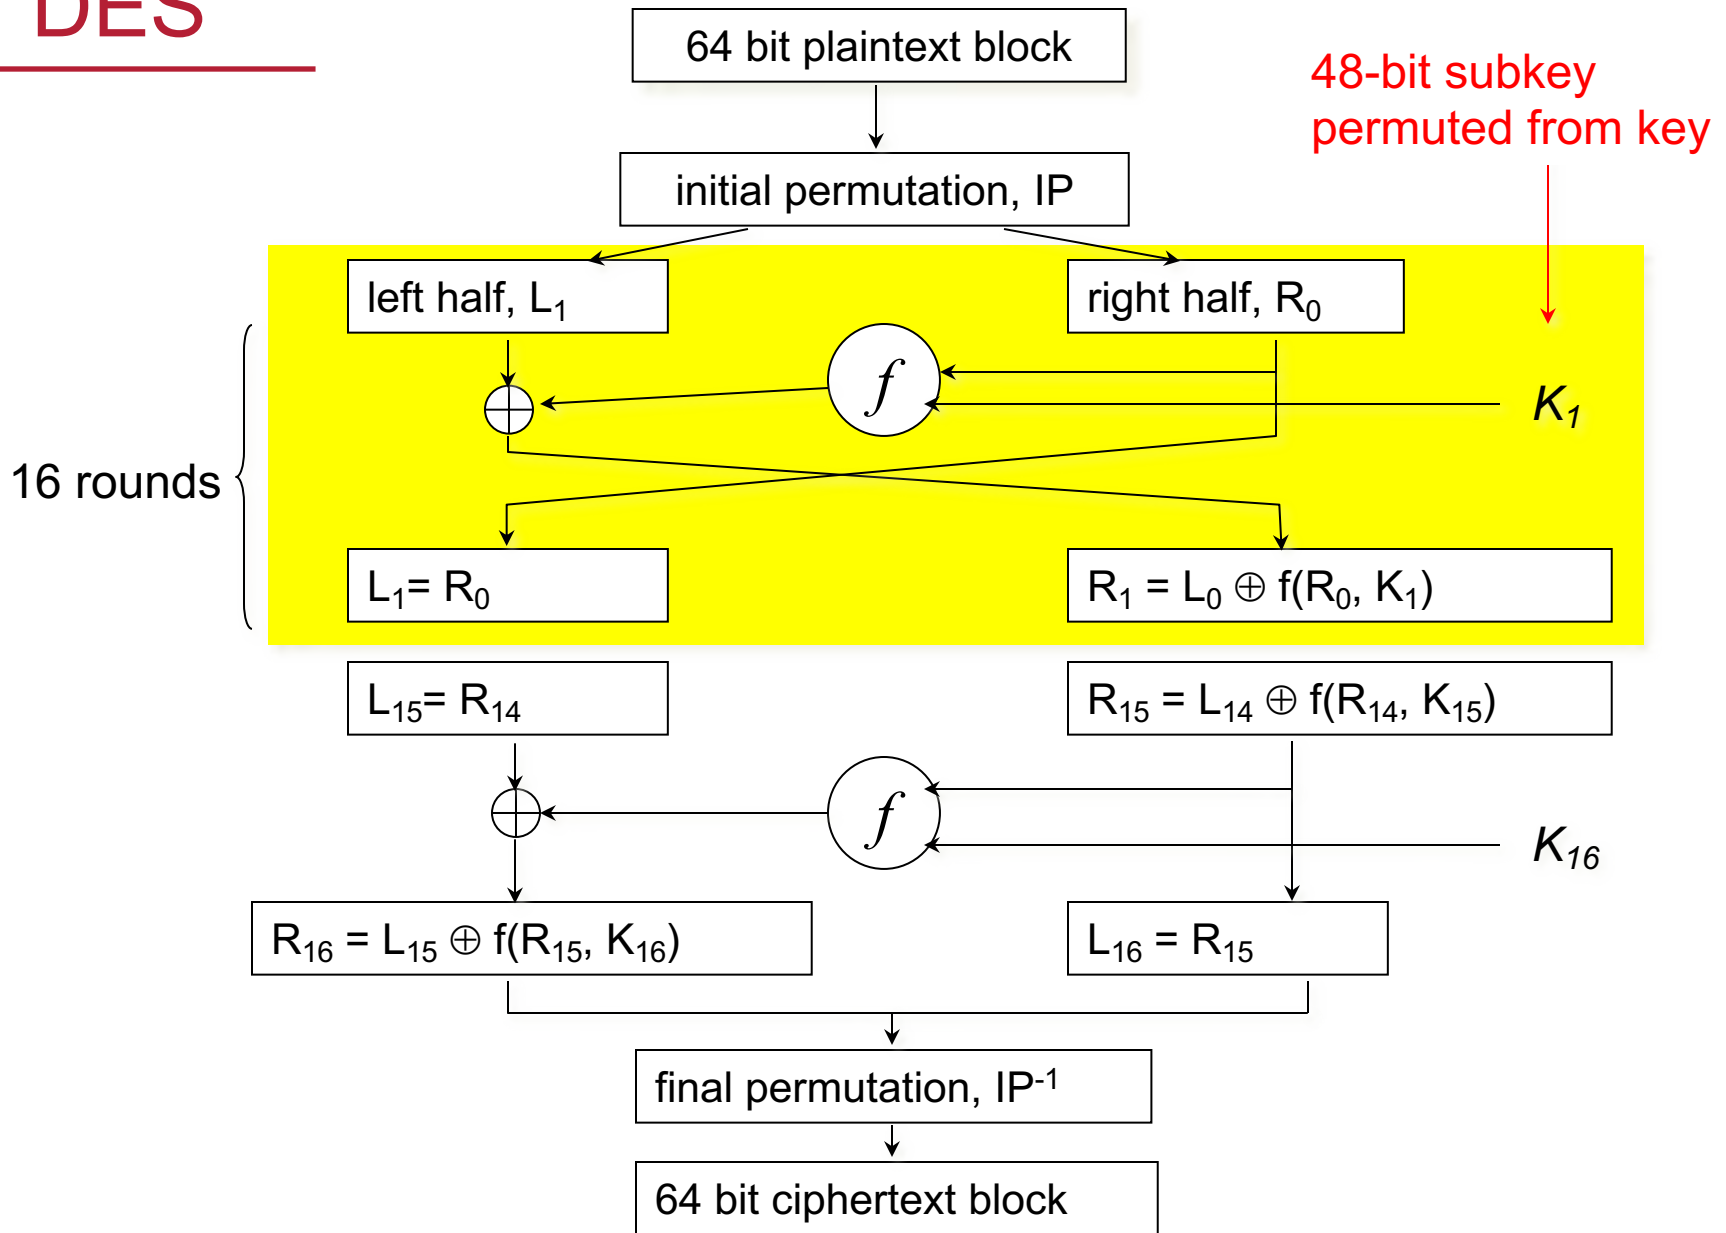 DES
64 bit plaintext block
48-bit subkey
permuted from key
initial permutation, IP
left half, L₁
right half, R₀
f
K₁
16 rounds
L₁= R₀
R₁ = L₀ ⊕ f(R₀, K₁)
L₁₅= R₁₄
R₁₅ = L₁₄ ⊕ f(R₁₄, K₁₅)
f
K₁₆
R₁₆ = L₁₅ ⊕ f(R₁₅, K₁₆)
L₁₆ = R₁₅
final permutation, IP⁻¹
64 bit ciphertext block